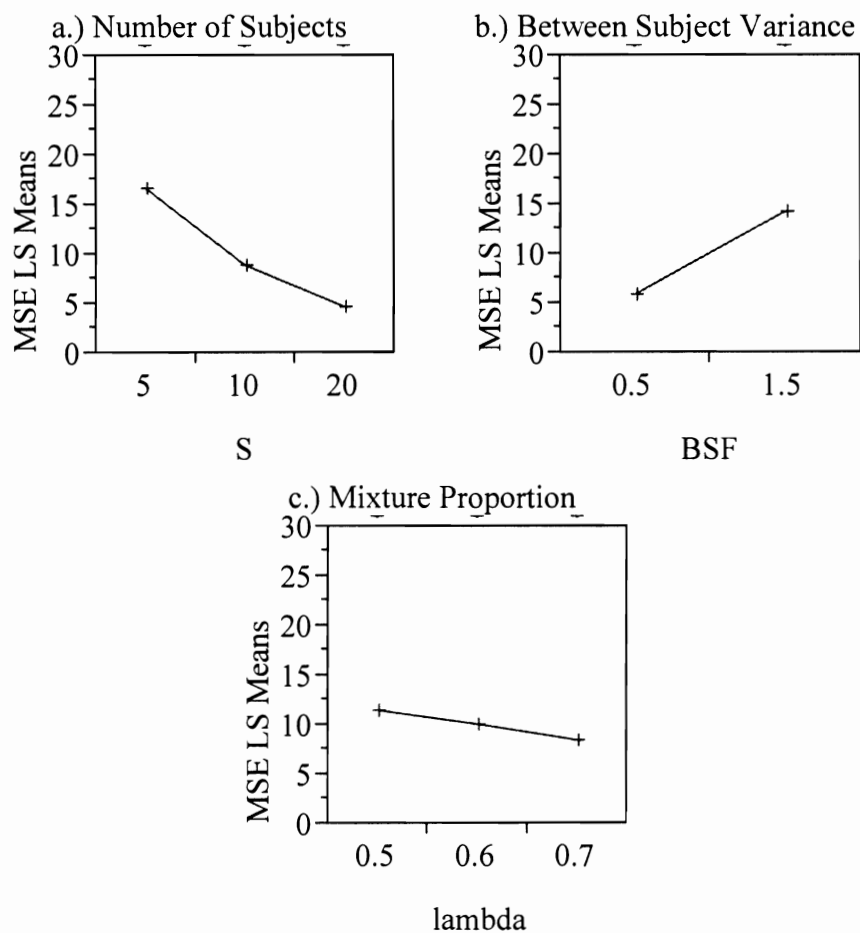 a.) Number of Subjects
30
25
20
15
10
5
0
MSE LS Means
5 10 20
S
b.) Between Subject Variance
30
25
20
15
10
5
0
MSE LS Means
0.5 1.5
BSF
c.) Mixture Proportion
30
25
20
15
10
5
0
MSE LS Means
0.5 0.6 0.7
lambda